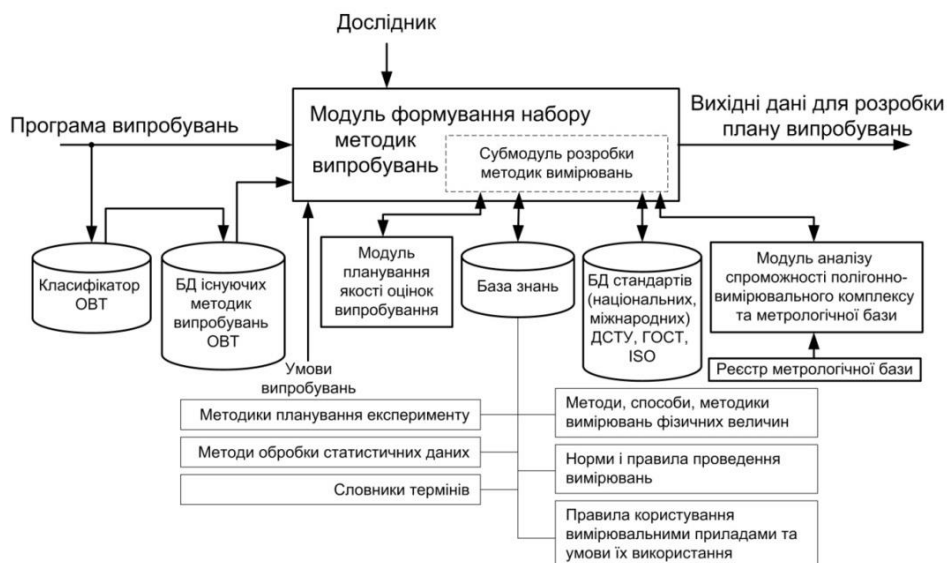 Дослідник
Програма випробувань
Модуль формування набору
методик
випробувань
Субмодуль розробки
методик вимірювань
Вихідні дані для розробки
плану випробувань
Класифікатор
ОВТ
БД існуючих
методик
випробувань
ОВТ
Умови
випробувань
Модуль
планування
якості оцінок
випробування
База знань
БД стандартів
(національних,
міжнародних)
ДСТУ, ГОСТ,
ISO
Модуль аналізу
спроможності полігонно-
вимірювального комплексу
та метрологічної бази
Реєстр метрологічної бази
Методики планування експерименту
Методи обробки статистичних даних
Словники термінів
Методи, способи, методики
вимірювань фізичних величин
Норми і правила проведення
вимірювань
Правила користування
вимірювальними приладами та
умови їх використання